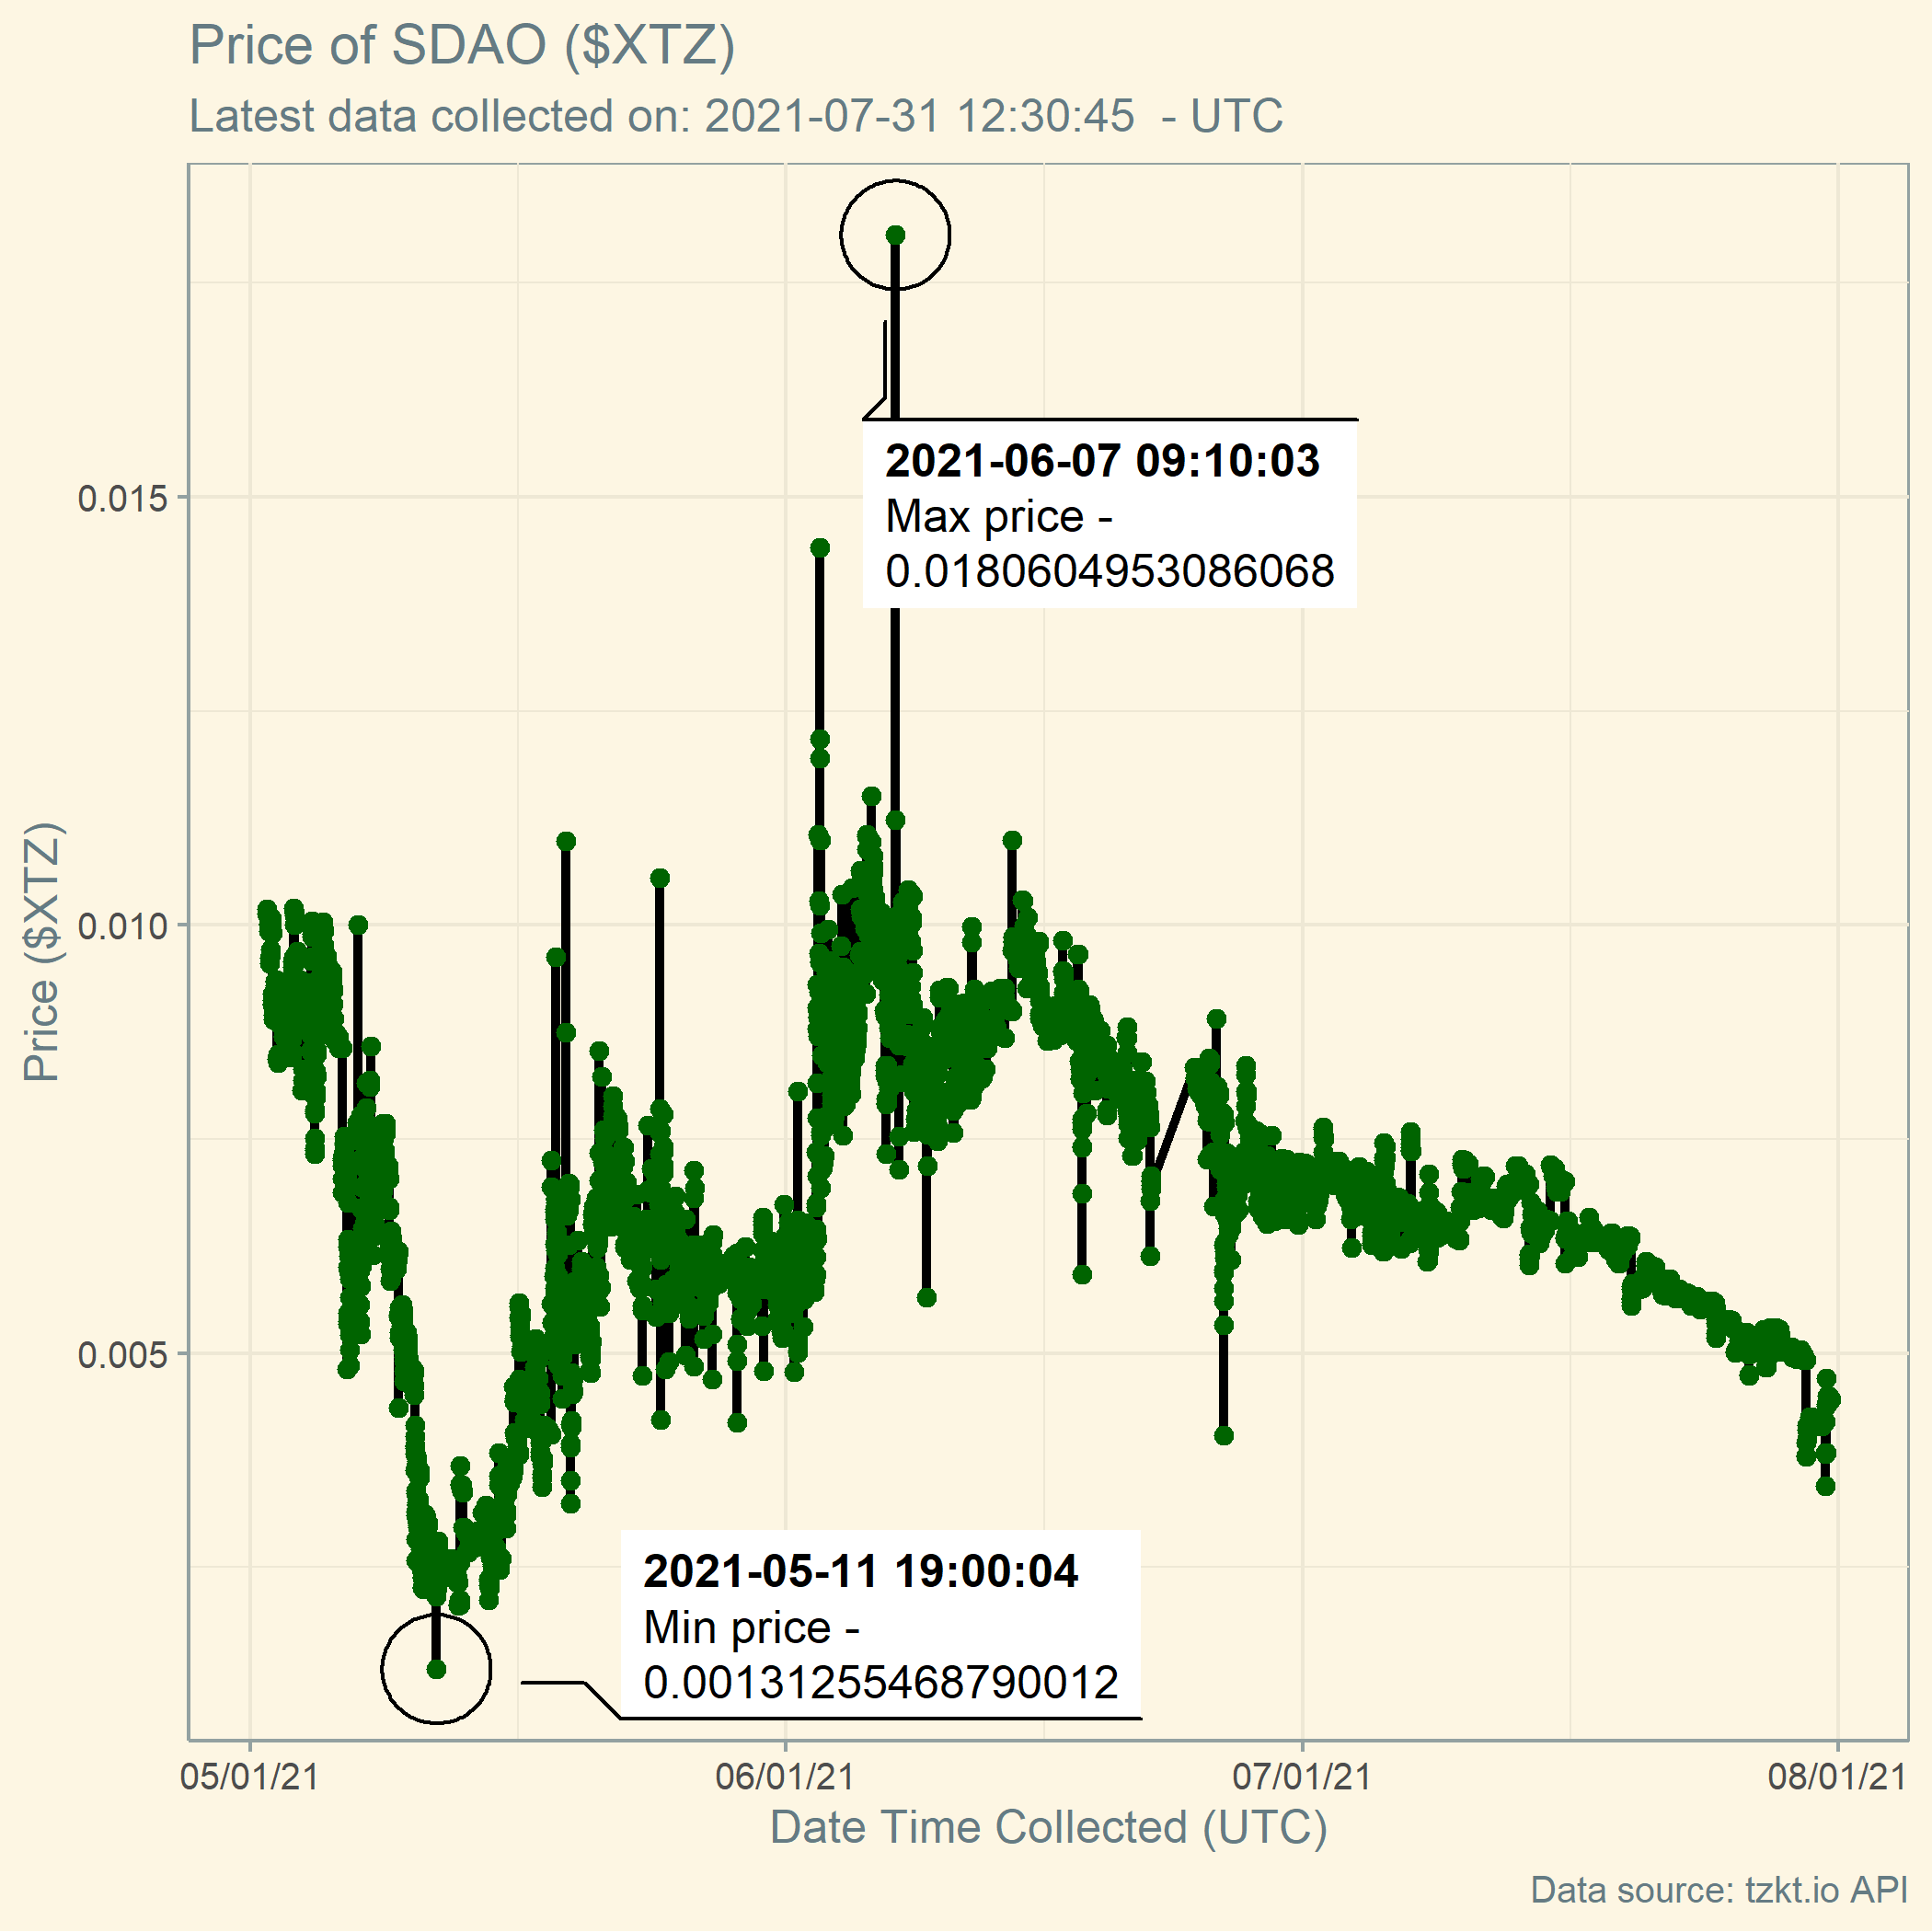 Price of SDAO ($XTZ)
Latest data collected on: 2021-07-31 12:30:45  - UTC
2021-06-07 09:10:03
Max price -
0.0180604953086068
0.015
0.010
0.005
Price ($XTZ)
2021-05-11 19:00:04
Min price -
0.00131255468790012
05/01/21
06/01/21
07/01/21
08/01/21
Date Time Collected (UTC)
Data source: tzkt.io API